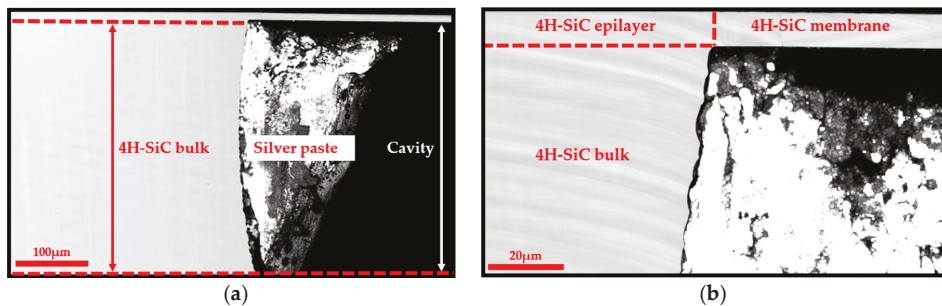 4H-SiC bulk
Silver paste
Cavity
100µm
(a)
4H-SiC epilayer
4H-SiC membrane
4H-SiC bulk
20µm
(b)